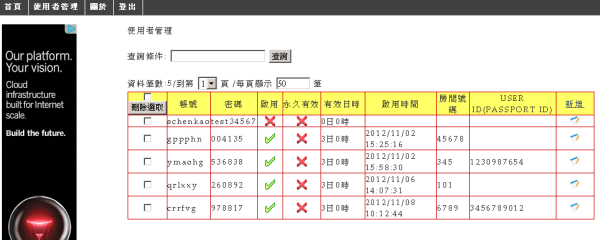 首頁 使用者管理 關於 登出
Our platform.
Your vision.
Cloud
infrastructure
built for Internet
scale.
Build the future.
使用者管理
查詢條件: 查詢
資料筆數:5/到第 1 頁 /每頁顯示 50 筆
刪除選取 帳號 密碼 啟用 永久有效 有效日時 啟用時間 房間號碼 USER ID(PASSPORT ID) 新增
schenkaotest34567 0日0時
gppphn 004135 3日0時 2012/11/02 15:25:16 45678
ymaohg 536838 3日0時 2012/11/02 15:58:30 345 1230987654
qrlxxy 260892 3日0時 2012/11/06 14:07:31 101
crrfvg 978817 3日0時 2012/11/08 10:12:44 6789 3456789012